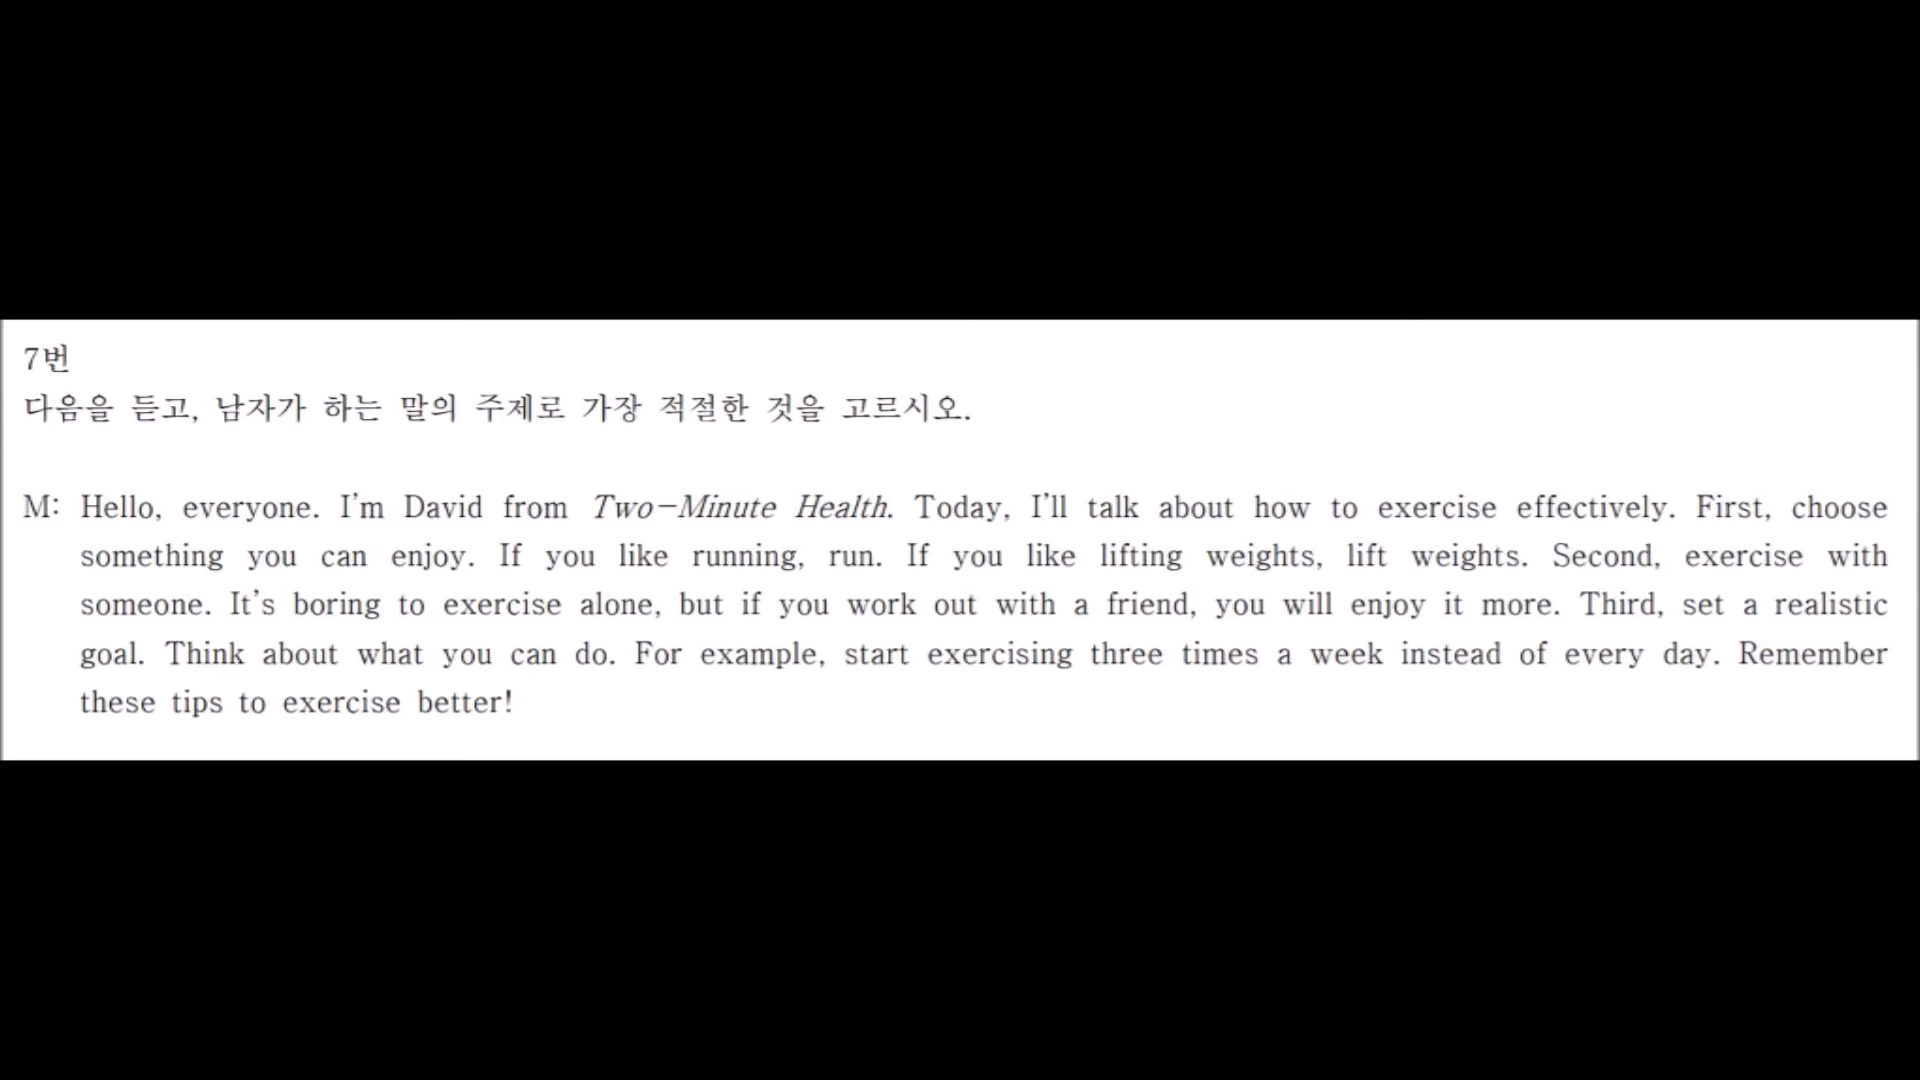 7번
다음을 듣고, 남자가 하는 말의 주제로 가장 적절한 것을 고르시오.
M: Hello, everyone. I'm David from Two-Minute Health. Today, I'll talk about how to exercise effectively. First, choose
something you can enjoy. If you like running, run. If you like lifting weights, lift weights. Second, exercise with
someone. It's boring to exercise alone, but if you work out with a friend, you will enjoy it more. Third, set a realistic
goal. Think about what you can do. For example, start exercising three times a week instead of every day. Remember
these tips to exercise better!